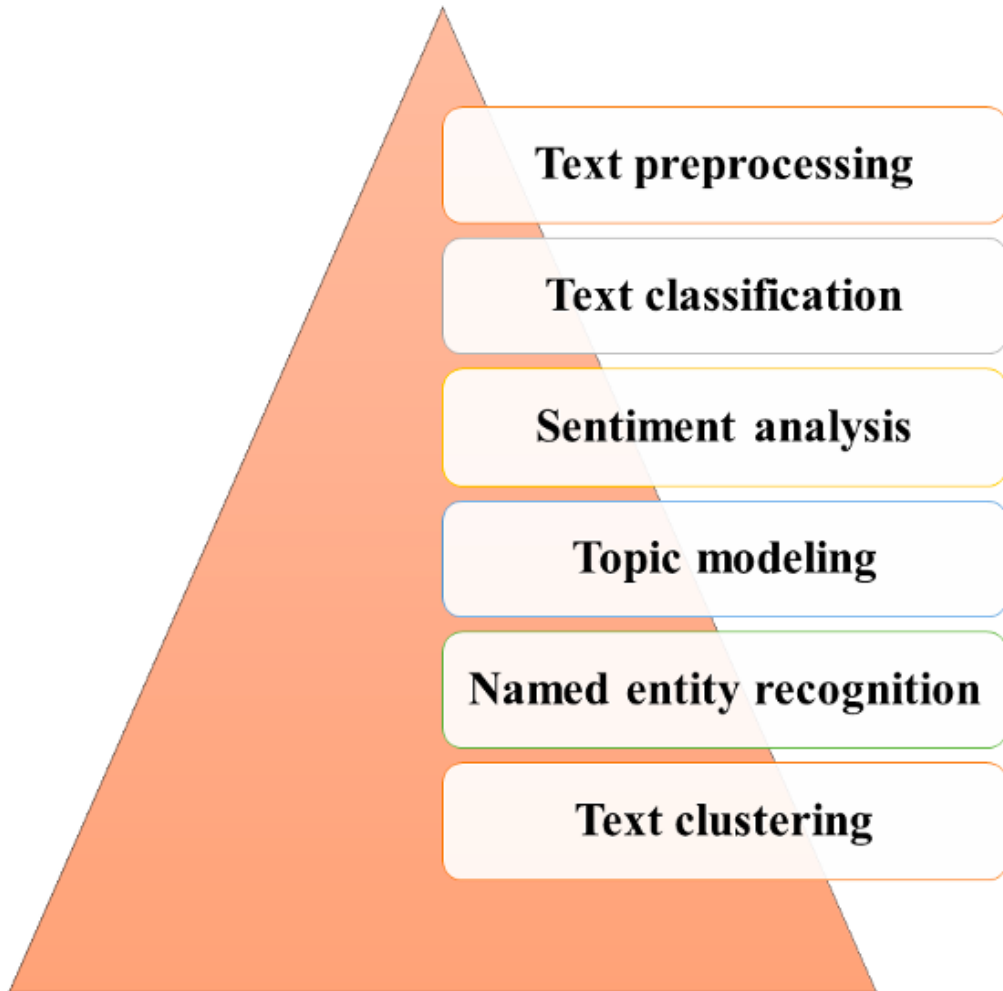 Text preprocessing
Text classification
Sentiment analysis
Topic modeling
Named entity recognition
Text clustering